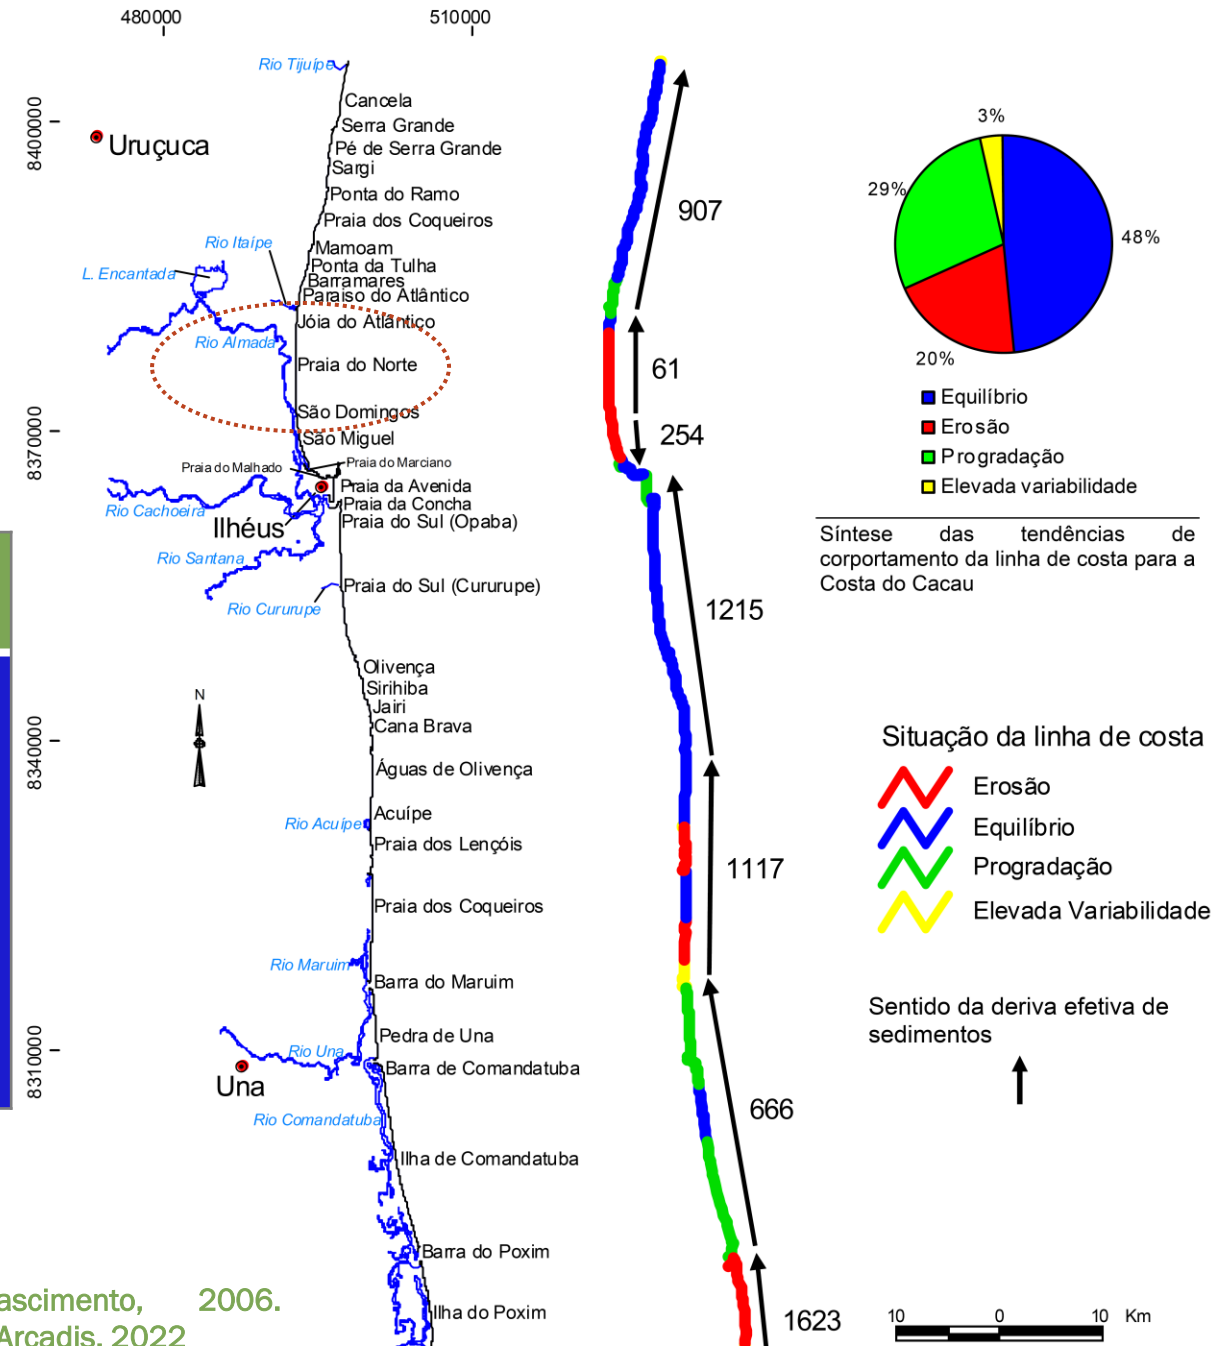 480000
510000
8400000
8370000
8340000
8310000
Rio Tijuípe
Cancela
Serra Grande
Uruçuca
Pé de Serra Grande
Sargi
Ponta do Ramo
Praia dos Coqueiros
Rio Itaípe
Mamoam
L. Encantada
Ponta da Tulha
Barramares
Paraiso do Atlântico
Jóia do Atlântico
Rio Almada
Praia do Norte
São Domingos
São Miguel
Praia do Malhado
Praia do Marciano
Praia da Avenida
Rio Cachoeira
Praia da Concha
Ilhéus
Praia do Sul (Opaba)
Rio Santana
Praia do Sul (Cururupe)
Rio Cururupe
Olivença
Sirihiba
Jairi
N
Cana Brava
Águas de Olivença
Acuípe
Rio Acuípe
Praia dos Lençóis
Praia dos Coqueiros
Rio Maruim
Barra do Maruim
Pedra de Una
Rio Una
Barra de Comandatuba
Una
Rio Comandatuba
Ilha de Comandatuba
Barra do Poxim
Ilha do Poxim
907
61
254
1215
1117
666
1623
3%
29%
48%
20%
Equilíbrio
Erosão
Progradação
Elevada variabilidade
Síntese das tendências de
corportamento da linha de costa para a
Costa do Cacau
Situação da linha de costa
Erosão
Equilíbrio
Progradação
Elevada Variabilidade
Sentido da deriva efetiva de
sedimentos
10 0 10 Km
ascimento, 2006.
Arcadis. 2022